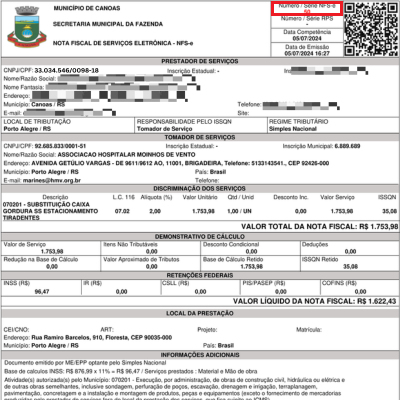 MUNICÍPIO DE CANOAS
SECRETARIA MUNICIPAL DA FAZENDA
NOTA FISCAL DE SERVIÇOS ELETRÔNICA - NFS-e
Número / Série NFS-e
Número / Série RPS
-
Data Competência
05/07/2024
Data de Emissão
05/07/2024 16:27
PRESTADOR DE SERVIÇOS
CNPJ/CPF: 33.034.546/0098-18 Inscrição Estadual: - Inscrição
Nome/Razão Social:
Nome Fantasia:
Endereço:
Município: Canoas / RS Telefone:
E-mail: Site:
LOCAL DE TRIBUTAÇÃO RESPONSABILIDADE PELO ISSQN REGIME TRIBUTÁRIO
Porto Alegre / RS Tomador de Serviço Simples Nacional
TOMADOR DE SERVIÇOS
CNPJ/CPF: 92.685.833/0001-51 Inscrição Estadual: - Inscrição Municipal: 6.889.689
Nome/Razão Social: ASSOCIACAO HOSPITALAR MOINHOS DE VENTO
Endereço: AVENIDA GETÚLIO VARGAS - DE 9611/9612 AO, 11001, BRIGADEIRA, Telefone: 5133143541., CEP 92426-000
Município: Porto Alegre / RS País: Brasil
E-mail: marines@hmv.org.br Telefone:
DISCRIMINAÇÃO DOS SERVIÇOS
Descrição L.C. 116 Alíquota (%) Valor Unitário Qtd / Unid Desconto Inc. Valor Serviço ISSQN
070201 - SUBSTITUIÇÃO CAIXA GORDURA SS ESTACIONAMENTO TIRADENTES 07.02 2,00 1.753,98 1,00 / UN 0,00 R$ 1.753,98 35,08
VALOR TOTAL DA NOTA FISCAL: R$ 1.753,98
DEMONSTRATIVO DE CÁLCULO
Valor de Serviço Itens Não Tributáveis Desconto Condicional Deduções
1.753,98 0,00 0,00 0,00
Redução na Base de Cálculo Valor Aproximado de Tributos Base de Cálculo Retido ISSQN Retido
0,00 0,00 1.753,98 35,08
RETENÇÕES FEDERAIS
INSS (R$) IR (R$) CSLL (R$) PIS/PASEP (R$) COFINS (R$)
96,47 0,00 0,00 0,00 0,00
VALOR LÍQUIDO DA NOTA FISCAL: R$ 1.622,43
LOCAL DA PRESTAÇÃO
CEI/CNO: ART: Projeto: Matrícula:
Endereço: Rua Ramiro Barcelos, 910, Floresta, CEP 90035-000
Município: Porto Alegre / RS País: Brasil
INFORMAÇÕES ADICIONAIS
Documento emitido por ME/EPP optante pelo Simples Nacional
Base de calculos INSS: R$ 876,99 x 11% = R$ 96,47 / Serviços Prestados : Material e Mão de obra
Atividade(s) autorizada(s) pelo Município: 070201 - Execução, por administração, de obras de construção civil, hidráulica ou elétrica e
de outras obras semelhantes, inclusive sondagem, perfuração de poços, escavação, drenagem e irrigação, terraplanagem,
pavimentação, concretagem e a instalação e montagem de produtos, peças e equipamentos (exceto o fornecimento de mercadorias